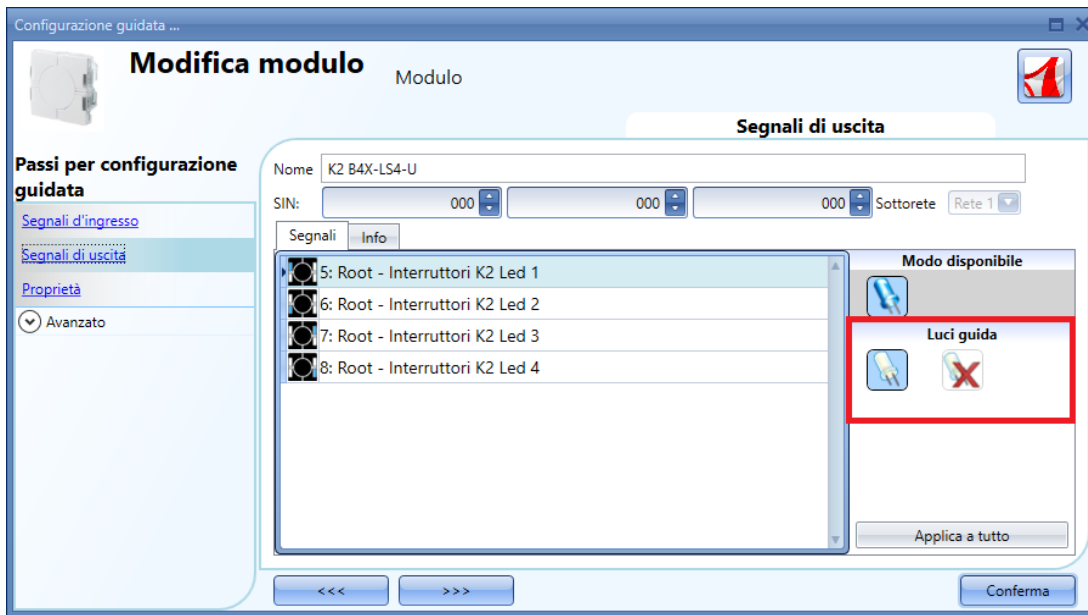 Configurazione guidata ...
Modifica modulo
Modulo
Segnali di uscita
Passi per configurazione
guidata
Segnali d'ingresso
Segnali di uscita
Proprietà
Avanzato
Nome K2 B4X-LS4-U
SIN: 000 000 000 Sottorete Rete 1
Segnali Info
5: Root - Interruttori K2 Led 1
6: Root - Interruttori K2 Led 2
7: Root - Interruttori K2 Led 3
8: Root - Interruttori K2 Led 4
Modo disponibile
Luci guida
Applica a tutto
<<< >>> Conferma